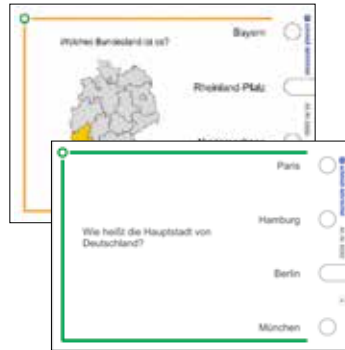 Welches Bundesland ist es?
Bayern
Rheinland-Pfalz
Paris
Hamburg
Wie heißt die Hauptstadt von
Deutschland?
Berlin
München